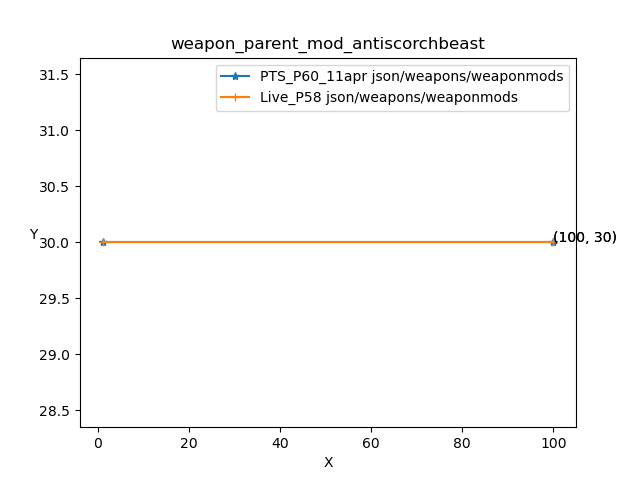 weapon_parent_mod_antiscorchbeast
PTS_P60_11apr json/weapons/weaponmods
Live_P58 json/weapons/weaponmods
31.5
31.0
30.5
Y
30.0
(100, 30)
29.5
29.0
28.5
0
20
40
60
80
100
X